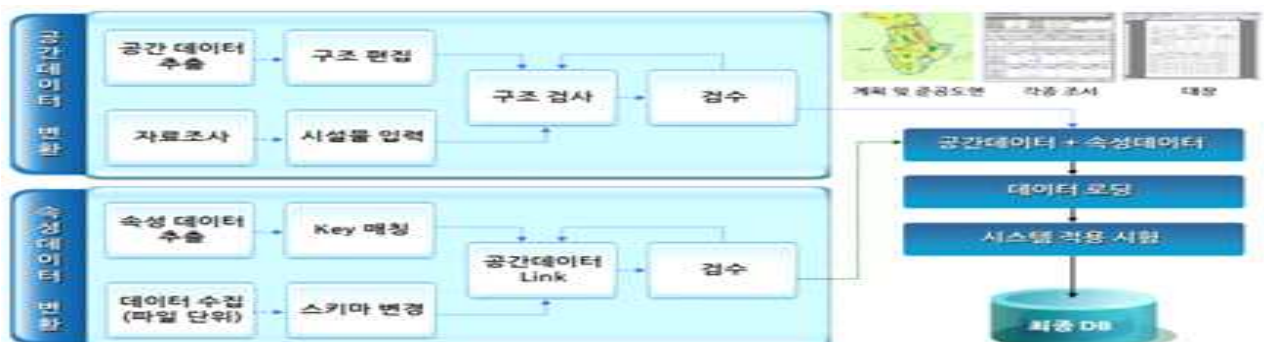 공간데이터 변환
공간 데이터
추출
구조 편집
자료조사
시설물 입력
구조 검사
검수
속성데이터 변환
속성 데이터
추출
Key 매칭
데이터 수집
(파일 단위)
스키마 변경
공간데이터
Link
검수
계획 및 준공도면
각종 조서
대장
공간데이터 + 속성데이터
데이터 로딩
시스템 적용 시험
최종 DB